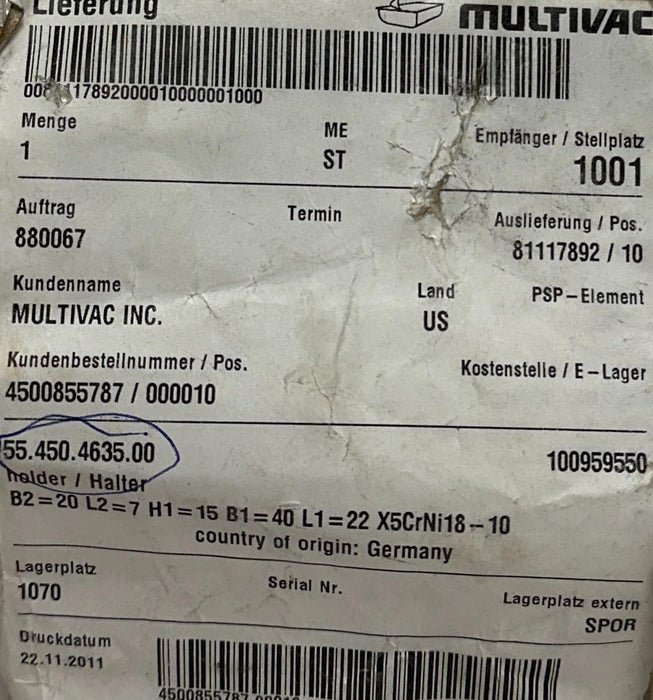 Lieferung
MULTIVAC
17892000010000001000
Menge ME Empfänger / Stellplatz
1 ST 1001
Auftrag Termin Auslieferung / Pos.
880067 81117892 / 10
Kundenname Land PSP-Element
MULTIVAC INC. US
Kundenbestellnummer / Pos. Kostenstelle / E-Lager
4500855787 / 000010
55.450.4635.00 100959550
holder / Halter
B2=20 L2=7 H1=15 B1=40 L1=22 X5CrNi18-10
country of origin: Germany
Lagerplatz Serial Nr. Lagerplatz extern
1070 SPOR
Druckdatum
22.11.2011
4500855787